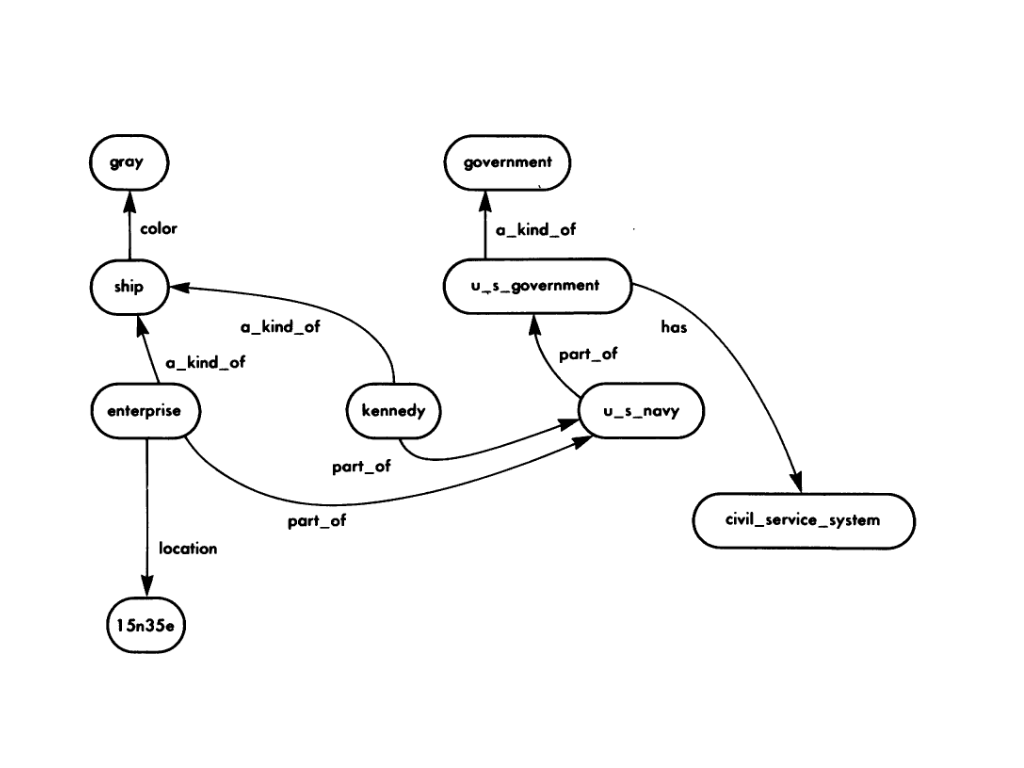 gray
government
color
a_kind_of
ship
u_s_government
a_kind_of
has
part_of
a_kind_of
enterprise
kennedy
u_s_navy
part_of
part_of
civil_service_system
location
15n35e